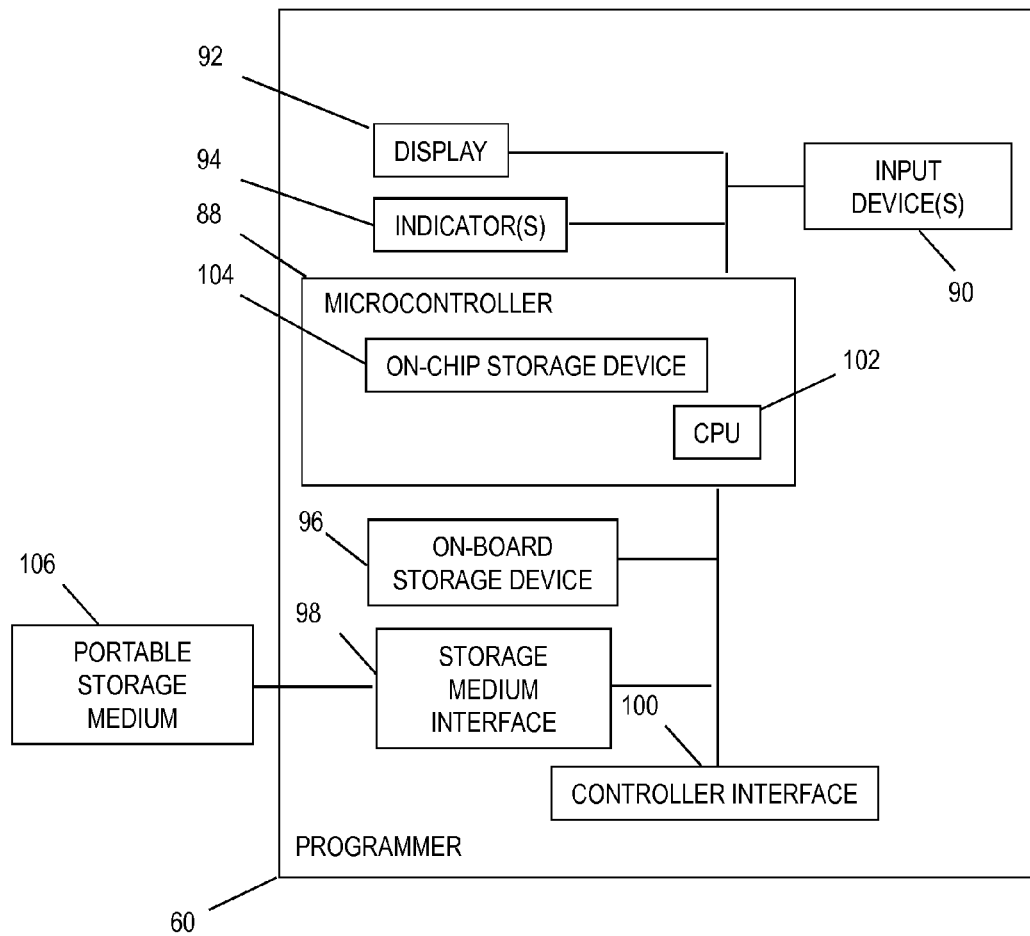 92
DISPLAY
94
INPUT
DEVICE(S)
88
INDICATOR(S)
104
90
MICROCONTROLLER
ON-CHIP STORAGE DEVICE
102
CPU
96
ON-BOARD
STORAGE DEVICE
106
98
PORTABLE
STORAGE
MEDIUM
STORAGE
MEDIUM
INTERFACE
100
CONTROLLER INTERFACE
PROGRAMMER
60